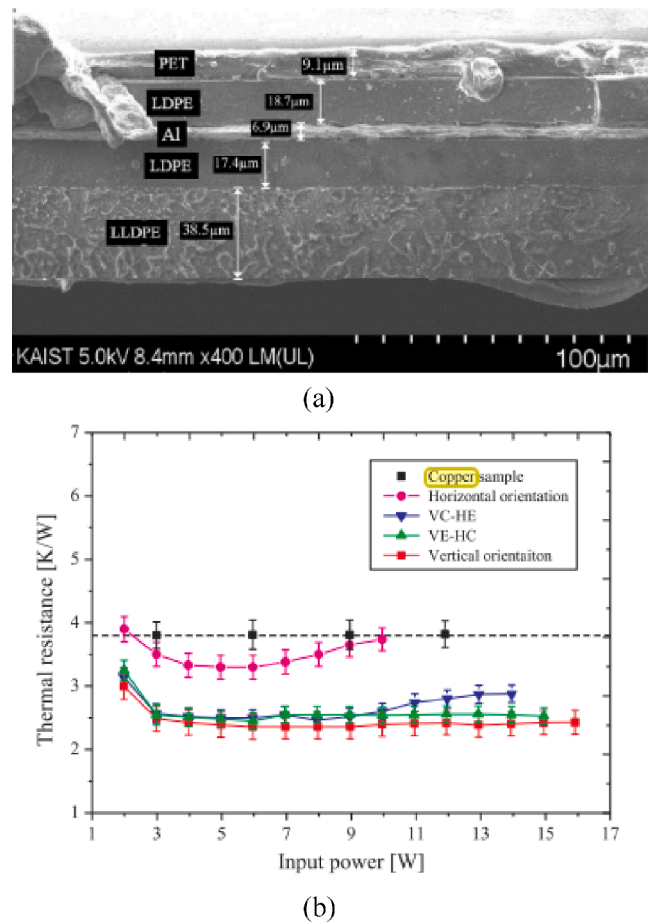 PET
9.1μm
LDPE
18.7μm
Al
6.9μm
LDPE
17.4μm
LLDPE
38.5μm
KAIST 5.0kV 8.4mm x400 LM(UL)
100μm
(a)
7
6
5
4
3
2
1
Thermal resistance [K/W]
Copper sample
Horizontal orientation
VC-HE
VE-HC
Vertical orientaiton
1 3 5 7 9 11 13 15 17
Input power [W]
(b)